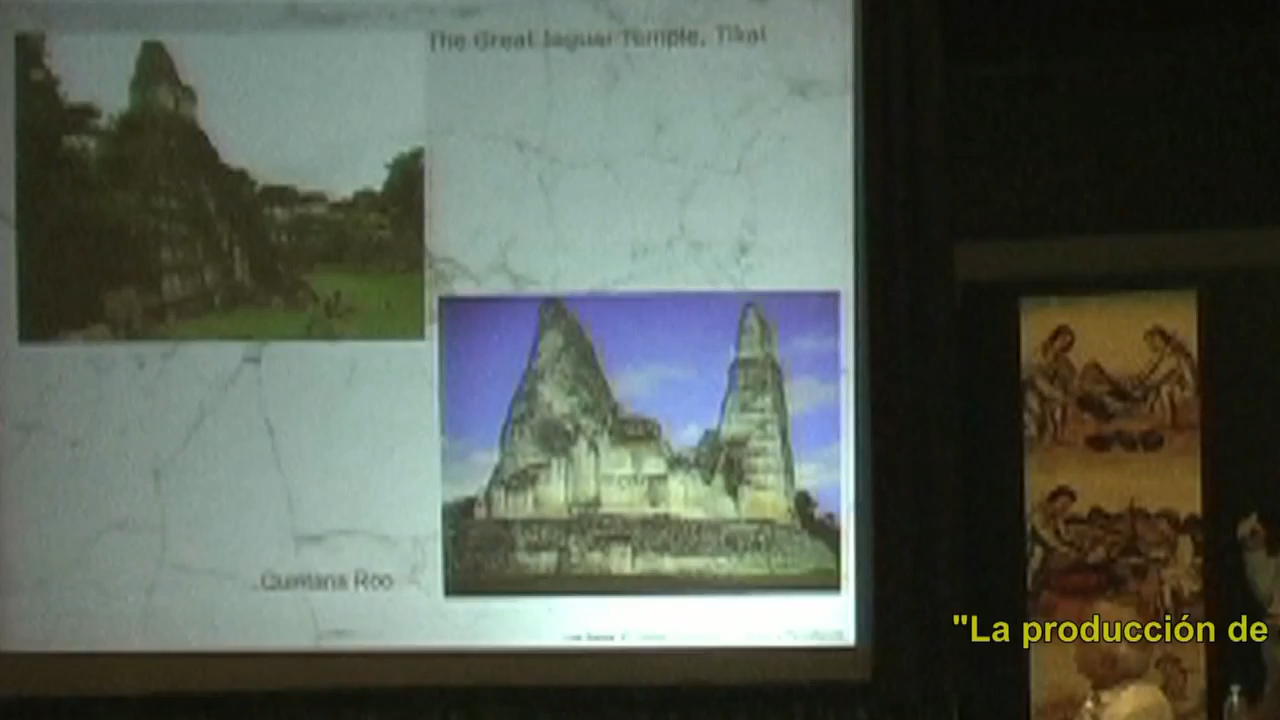 The Great Jaguar Temple, Tikal
Quintana Roo
"La producción de